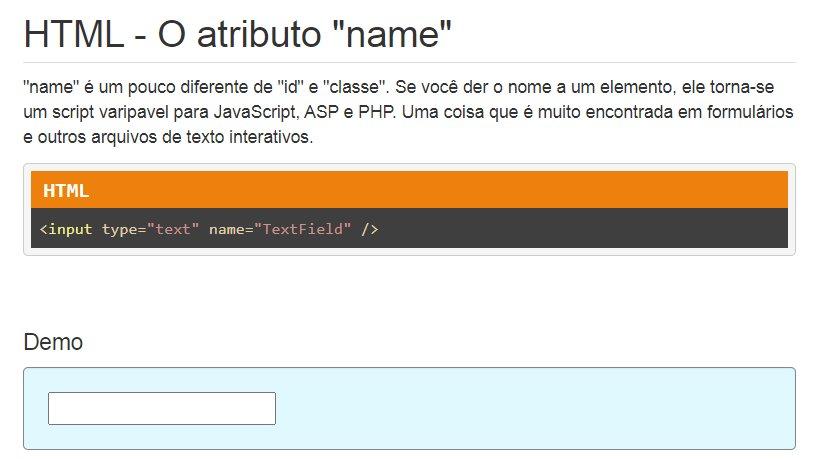 HTML - O atributo "name"
"name" é um pouco diferente de "id" e "classe". Se você der o nome a um elemento, ele torna-se
um script varipavel para JavaScript, ASP e PHP. Uma coisa que é muito encontrada em formulários
e outros arquivos de texto interativos.
HTML
<input type="text" name="TextField" />
Demo